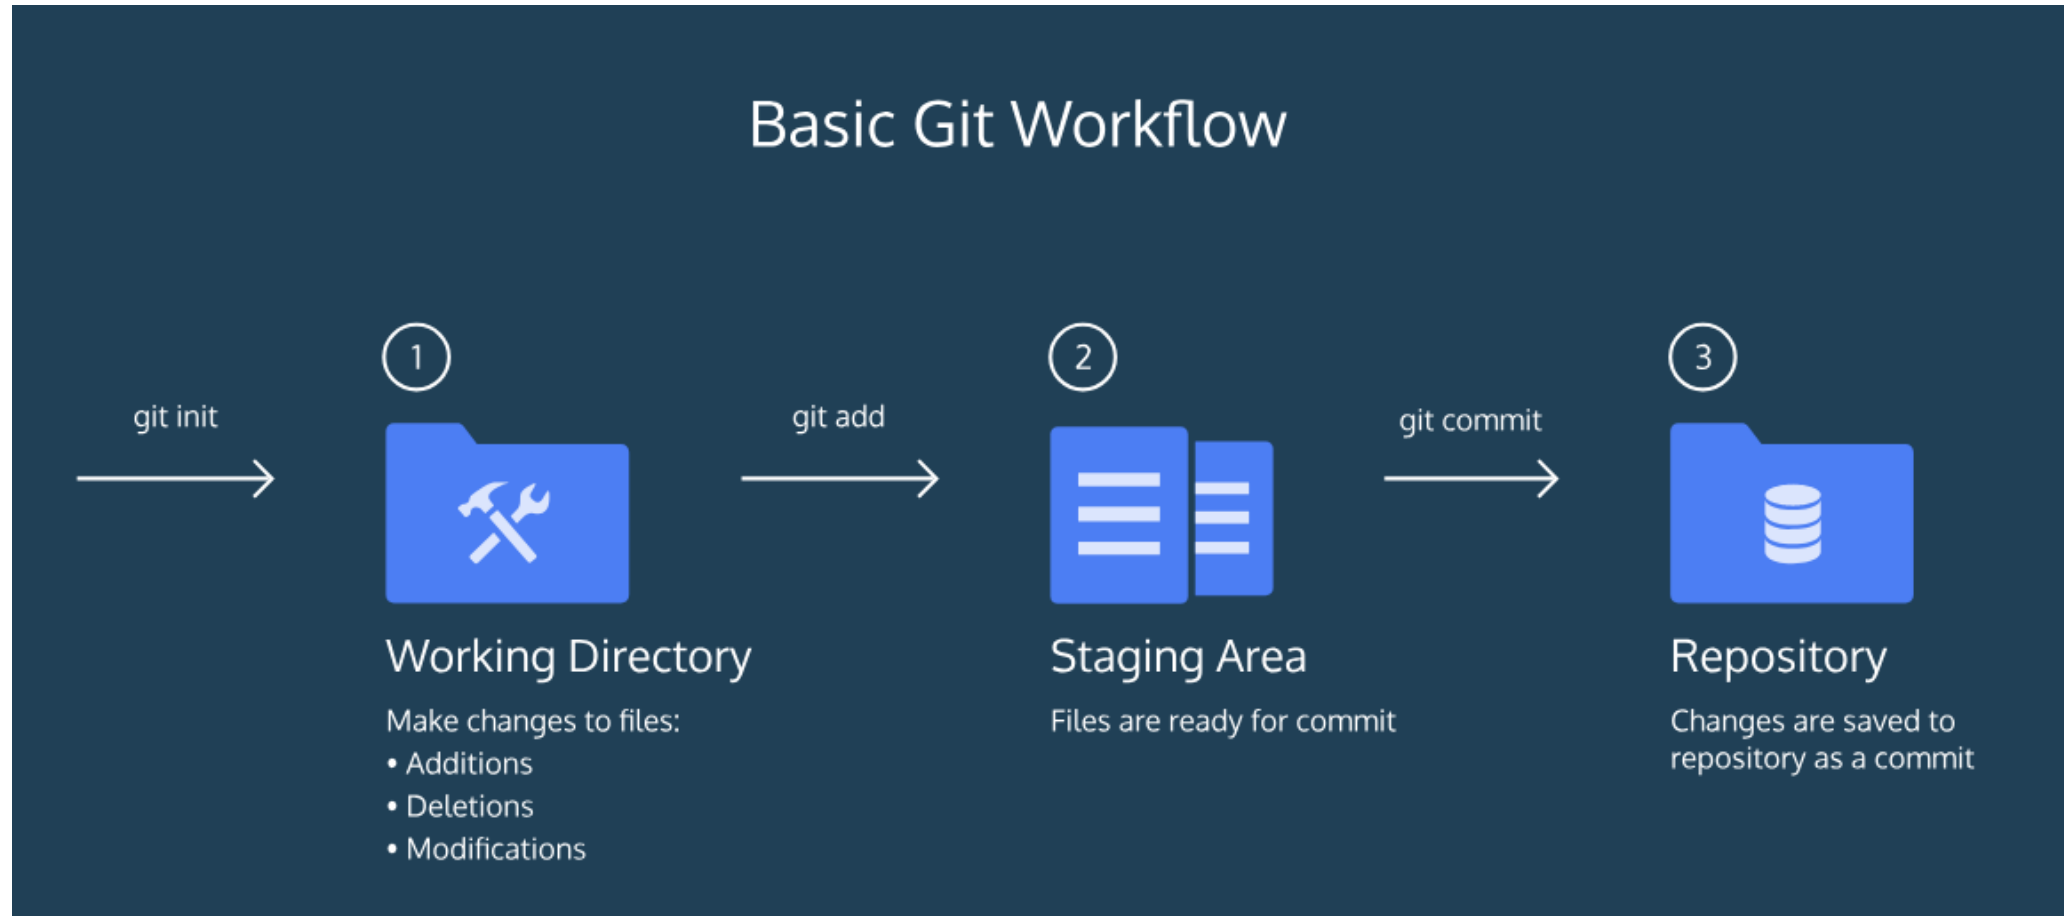 Basic Git Workflow
git init
1
Working Directory
Make changes to files:
• Additions
• Deletions
• Modifications
git add
2
Staging Area
Files are ready for commit
git commit
3
Repository
Changes are saved to
repository as a commit